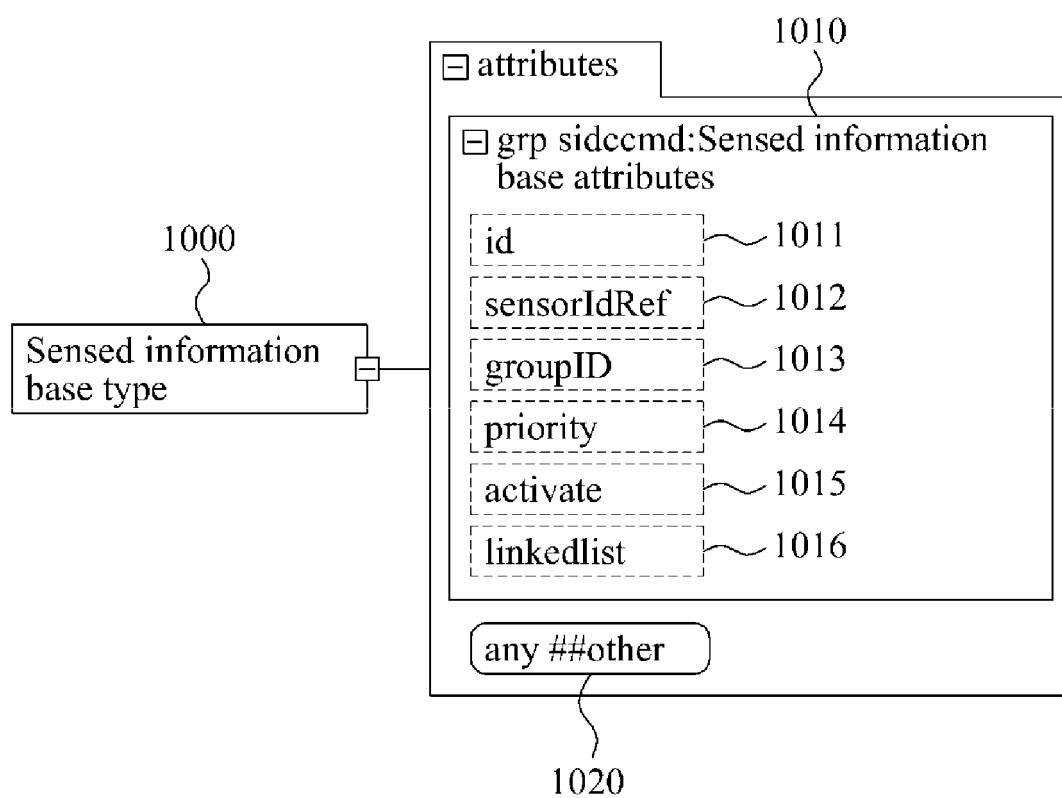 1010
attributes
grp sidccmd:Sensed information
base attributes
id
1011
sensorIdRef
1012
groupID
1013
priority
1014
activate
1015
linkedlist
1016
any ##other
1020
1000
Sensed information
base type